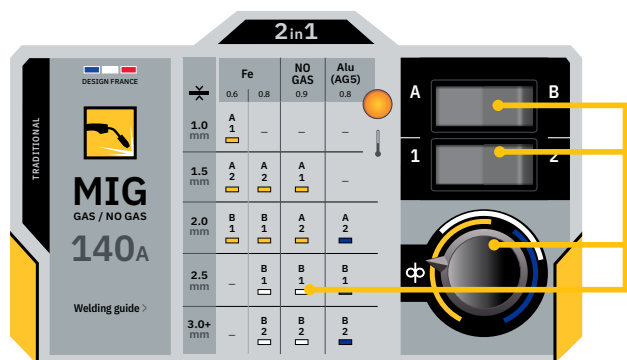 2in1
DESIGN FRANCE
TRADITIONAL
MIG
GAS / NO GAS
140A
Welding guide >
Fe NO GAS Alu (AG5)
0.6 0.8 0.9 0.8
1.0 mm A 1 – – –
1.5 mm A 2 A 2 A 1 –
2.0 mm B 1 B 1 A 2 A 2
2.5 mm – B 1 B 1 B 1
3.0+ mm – B 2 B 2 B 2
A B
1 2